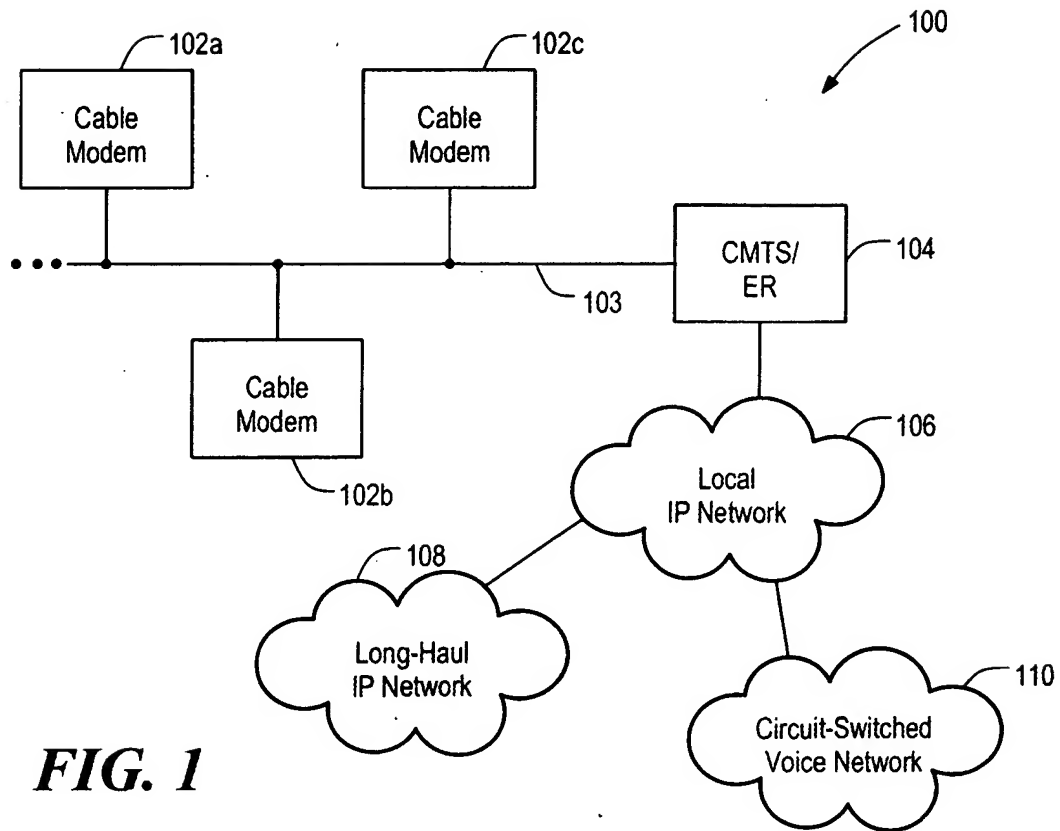 100
102a
102c
Cable
Modem
Cable
Modem
CMTS/
ER
104
103
Cable
Modem
102b
106
Local
IP Network
108
Long-Haul
IP Network
110
Circuit-Switched
Voice Network
FIG. 1